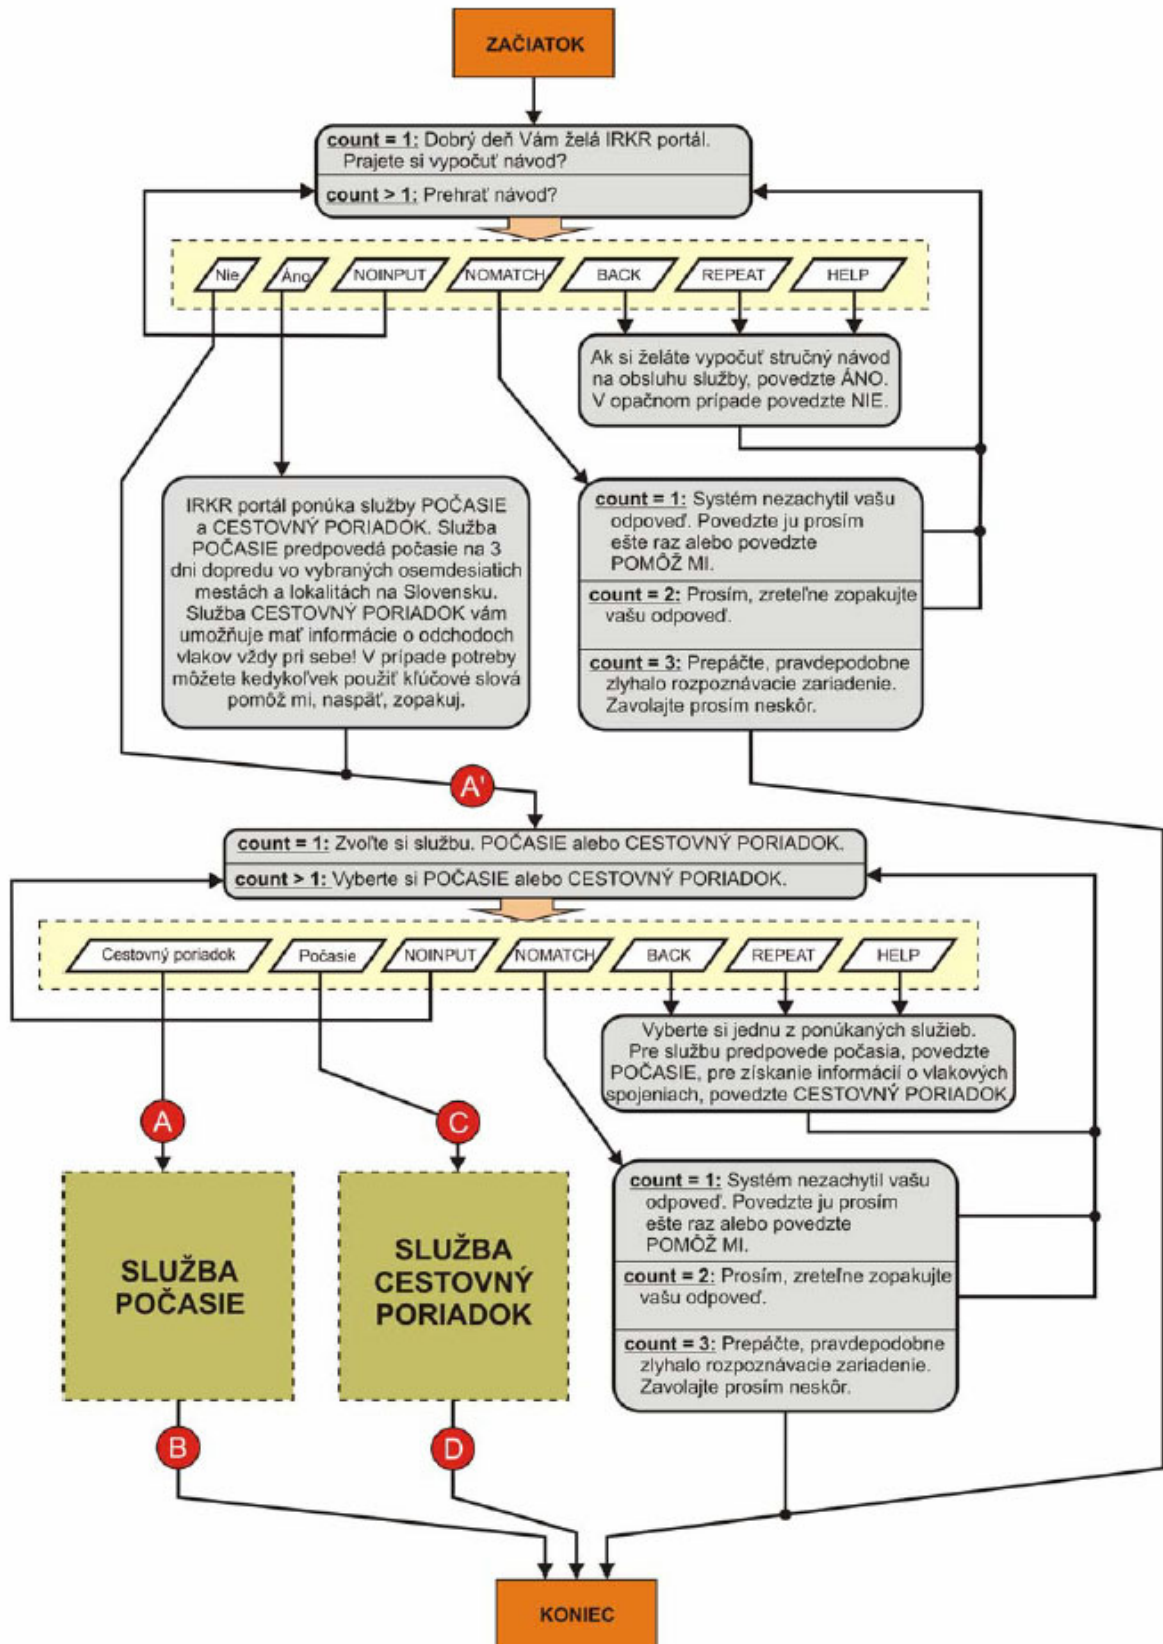 ZAČIATOK
count = 1: Dobrý deň Vám želá IRKR portál.
Prajete si vypočuť návod?
count > 1: Prehrať návod?
Nie
Áno
NOINPUT
NOMATCH
BACK
REPEAT
HELP
Ak si želáte vypočuť stručný návod
na obsluhu služby, povedzte ÁNO.
V opačnom prípade povedzte NIE.
IRKR portál ponúka služby POČASIE
a CESTOVNÝ PORIADOK. Služba
POČASIE predpovedá počasie na 3
dni dopredu vo vybraných osemdesiatich
mestách a lokalitách na Slovensku.
Služba CESTOVNÝ PORIADOK vám
umožňuje mať informácie o odchodoch
vlakov vždy pri sebe! V prípade potreby
môžete kedykoľvek použiť kľúčové slová
pomôž mi, naspäť, zopakuj.
count = 1: Systém nezachytil vašu
odpoveď. Povedzte ju prosím
ešte raz alebo povedzte
POMÔŽ MI.
count = 2: Prosím, zreteľne zopakujte
vašu odpoveď.
count = 3: Prepáčte, pravdepodobne
zlyhalo rozpoznávacie zariadenie.
Zavolajte prosím neskôr.
A'
count = 1: Zvoľte si službu. POČASIE alebo CESTOVNÝ PORIADOK.
count > 1: Vyberte si POČASIE alebo CESTOVNÝ PORIADOK.
Cestovný poriadok
Počasie
NOINPUT
NOMATCH
BACK
REPEAT
HELP
Vyberte si jednu z ponúkaných služieb.
Pre službu predpovede počasia, povedzte
POČASIE, pre získanie informácií o vlakových
spojeniach, povedzte CESTOVNÝ PORIADOK.
A
C
SLUŽBA
POČASIE
SLUŽBA
CESTOVNÝ
PORIADOK
count = 1: Systém nezachytil vašu
odpoveď. Povedzte ju prosím
ešte raz alebo povedzte
POMÔŽ MI.
count = 2: Prosím, zreteľne zopakujte
vašu odpoveď.
count = 3: Prepáčte, pravdepodobne
zlyhalo rozpoznávacie zariadenie.
Zavolajte prosím neskôr.
B
D
KONIEC